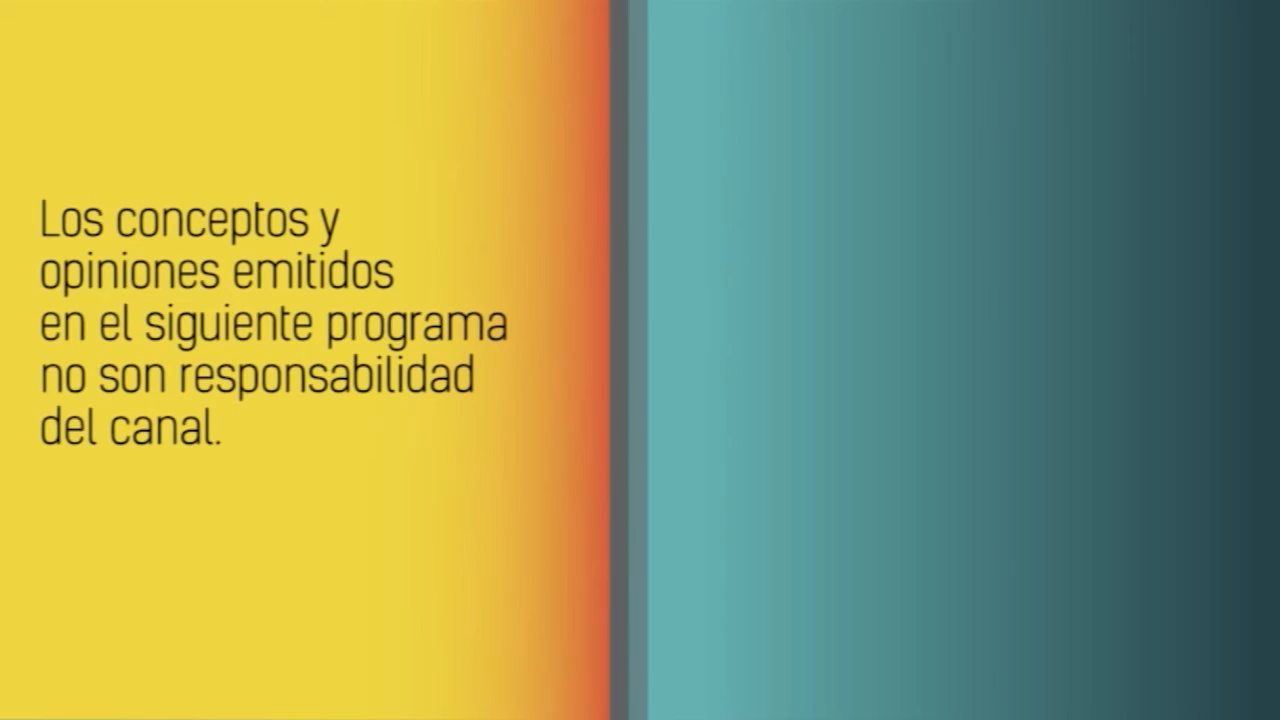 Los conceptos y
opiniones emitidos
en el siguiente programa
no son responsabilidad
del canal.